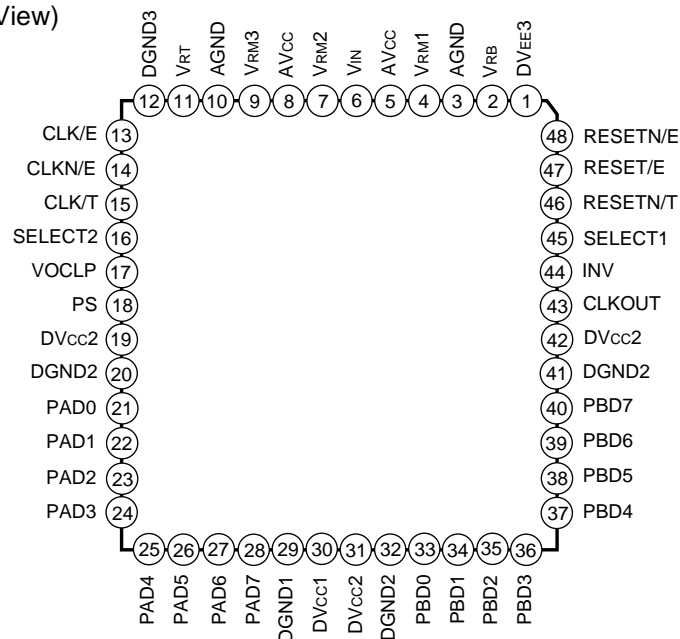 View)
DGND3
VRT
AGND
VRM3
AVCC
VRM2
VIN
AVCC
VRM1
AGND
VRB
DVEE3
12 11 10 9 8 7 6 5 4 3 2 1
CLK/E 13
CLKN/E 14
CLK/T 15
SELECT2 16
VOCLP 17
PS 18
DVCC2 19
DGND2 20
PAD0 21
PAD1 22
PAD2 23
PAD3 24
48 RESETN/E
47 RESET/E
46 RESETN/T
45 SELECT1
44 INV
43 CLKOUT
42 DVCC2
41 DGND2
40 PBD7
39 PBD6
38 PBD5
37 PBD4
25 26 27 28 29 30 31 32 33 34 35 36
PAD4
PAD5
PAD6
PAD7
DGND1
DVCC1
DVCC2
DGND2
PBD0
PBD1
PBD2
PBD3